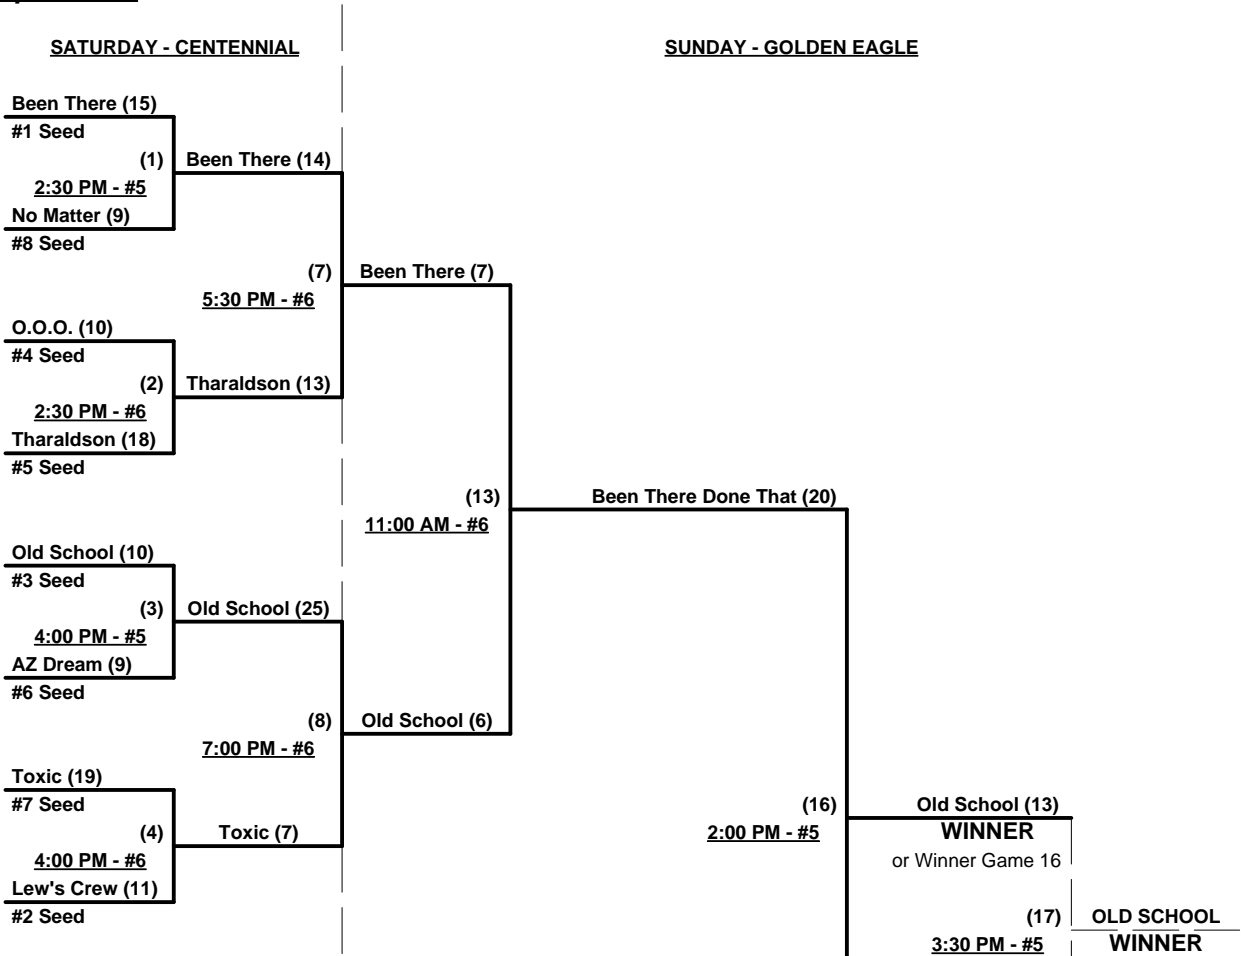 SATURDAY - CENTENNIAL
SUNDAY - GOLDEN EAGLE
Been There (15)
#1 Seed
(1)
Been There (14)
2:30 PM - #5
No Matter (9)
#8 Seed
(7)
Been There (7)
5:30 PM - #6
O.O.O. (10)
#4 Seed
(2)
Tharaldson (13)
2:30 PM - #6
Tharaldson (18)
#5 Seed
(13)
Been There Done That (20)
11:00 AM - #6
Old School (10)
#3 Seed
(3)
Old School (25)
4:00 PM - #5
AZ Dream (9)
#6 Seed
(8)
Old School (6)
7:00 PM - #6
Toxic (19)
#7 Seed
(16)
Old School (13)
(4)
Toxic (7)
2:00 PM - #5
WINNER
4:00 PM - #6
or Winner Game 16
Lew's Crew (11)
#2 Seed
(17)
OLD SCHOOL
3:30 PM - #5
WINNER